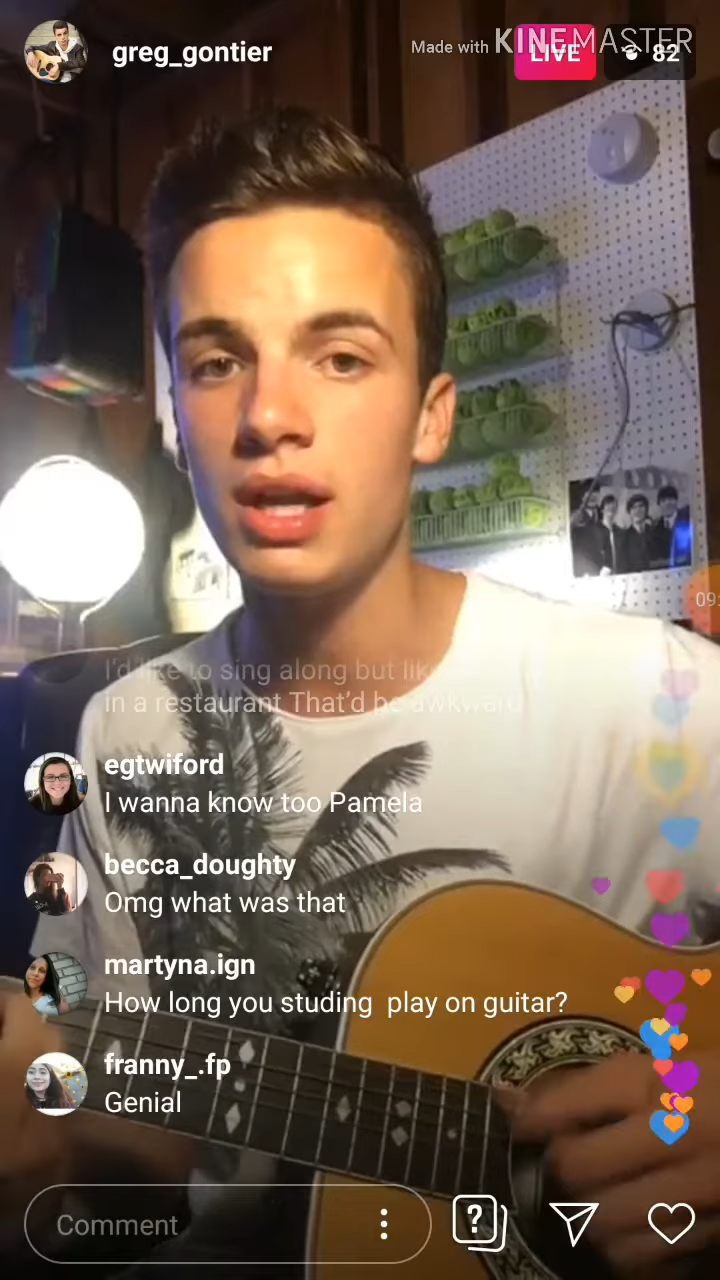 greg_gontier
Made with KINEMASTER
LIVE 82
09:
I'd like to sing along but like
in a restaurant That'd be awkward
egtwiford
I wanna know too Pamela
becca_doughty
Omg what was that
martyna.ign
How long you studing play on guitar?
franny_.fp
Genial
Comment
?